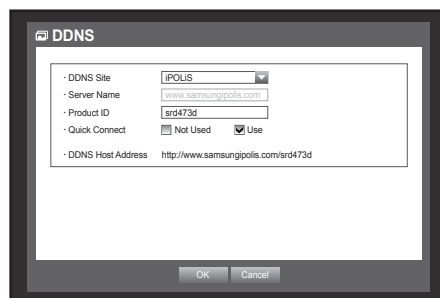 DDNS
· DDNS Site iPOLiS
· Server Name www.samsungipolis.com
· Product ID srd473d
· Quick Connect Not Used Use
· DDNS Host Address http://www.samsungipolis.com/srd473d
OK Cancel